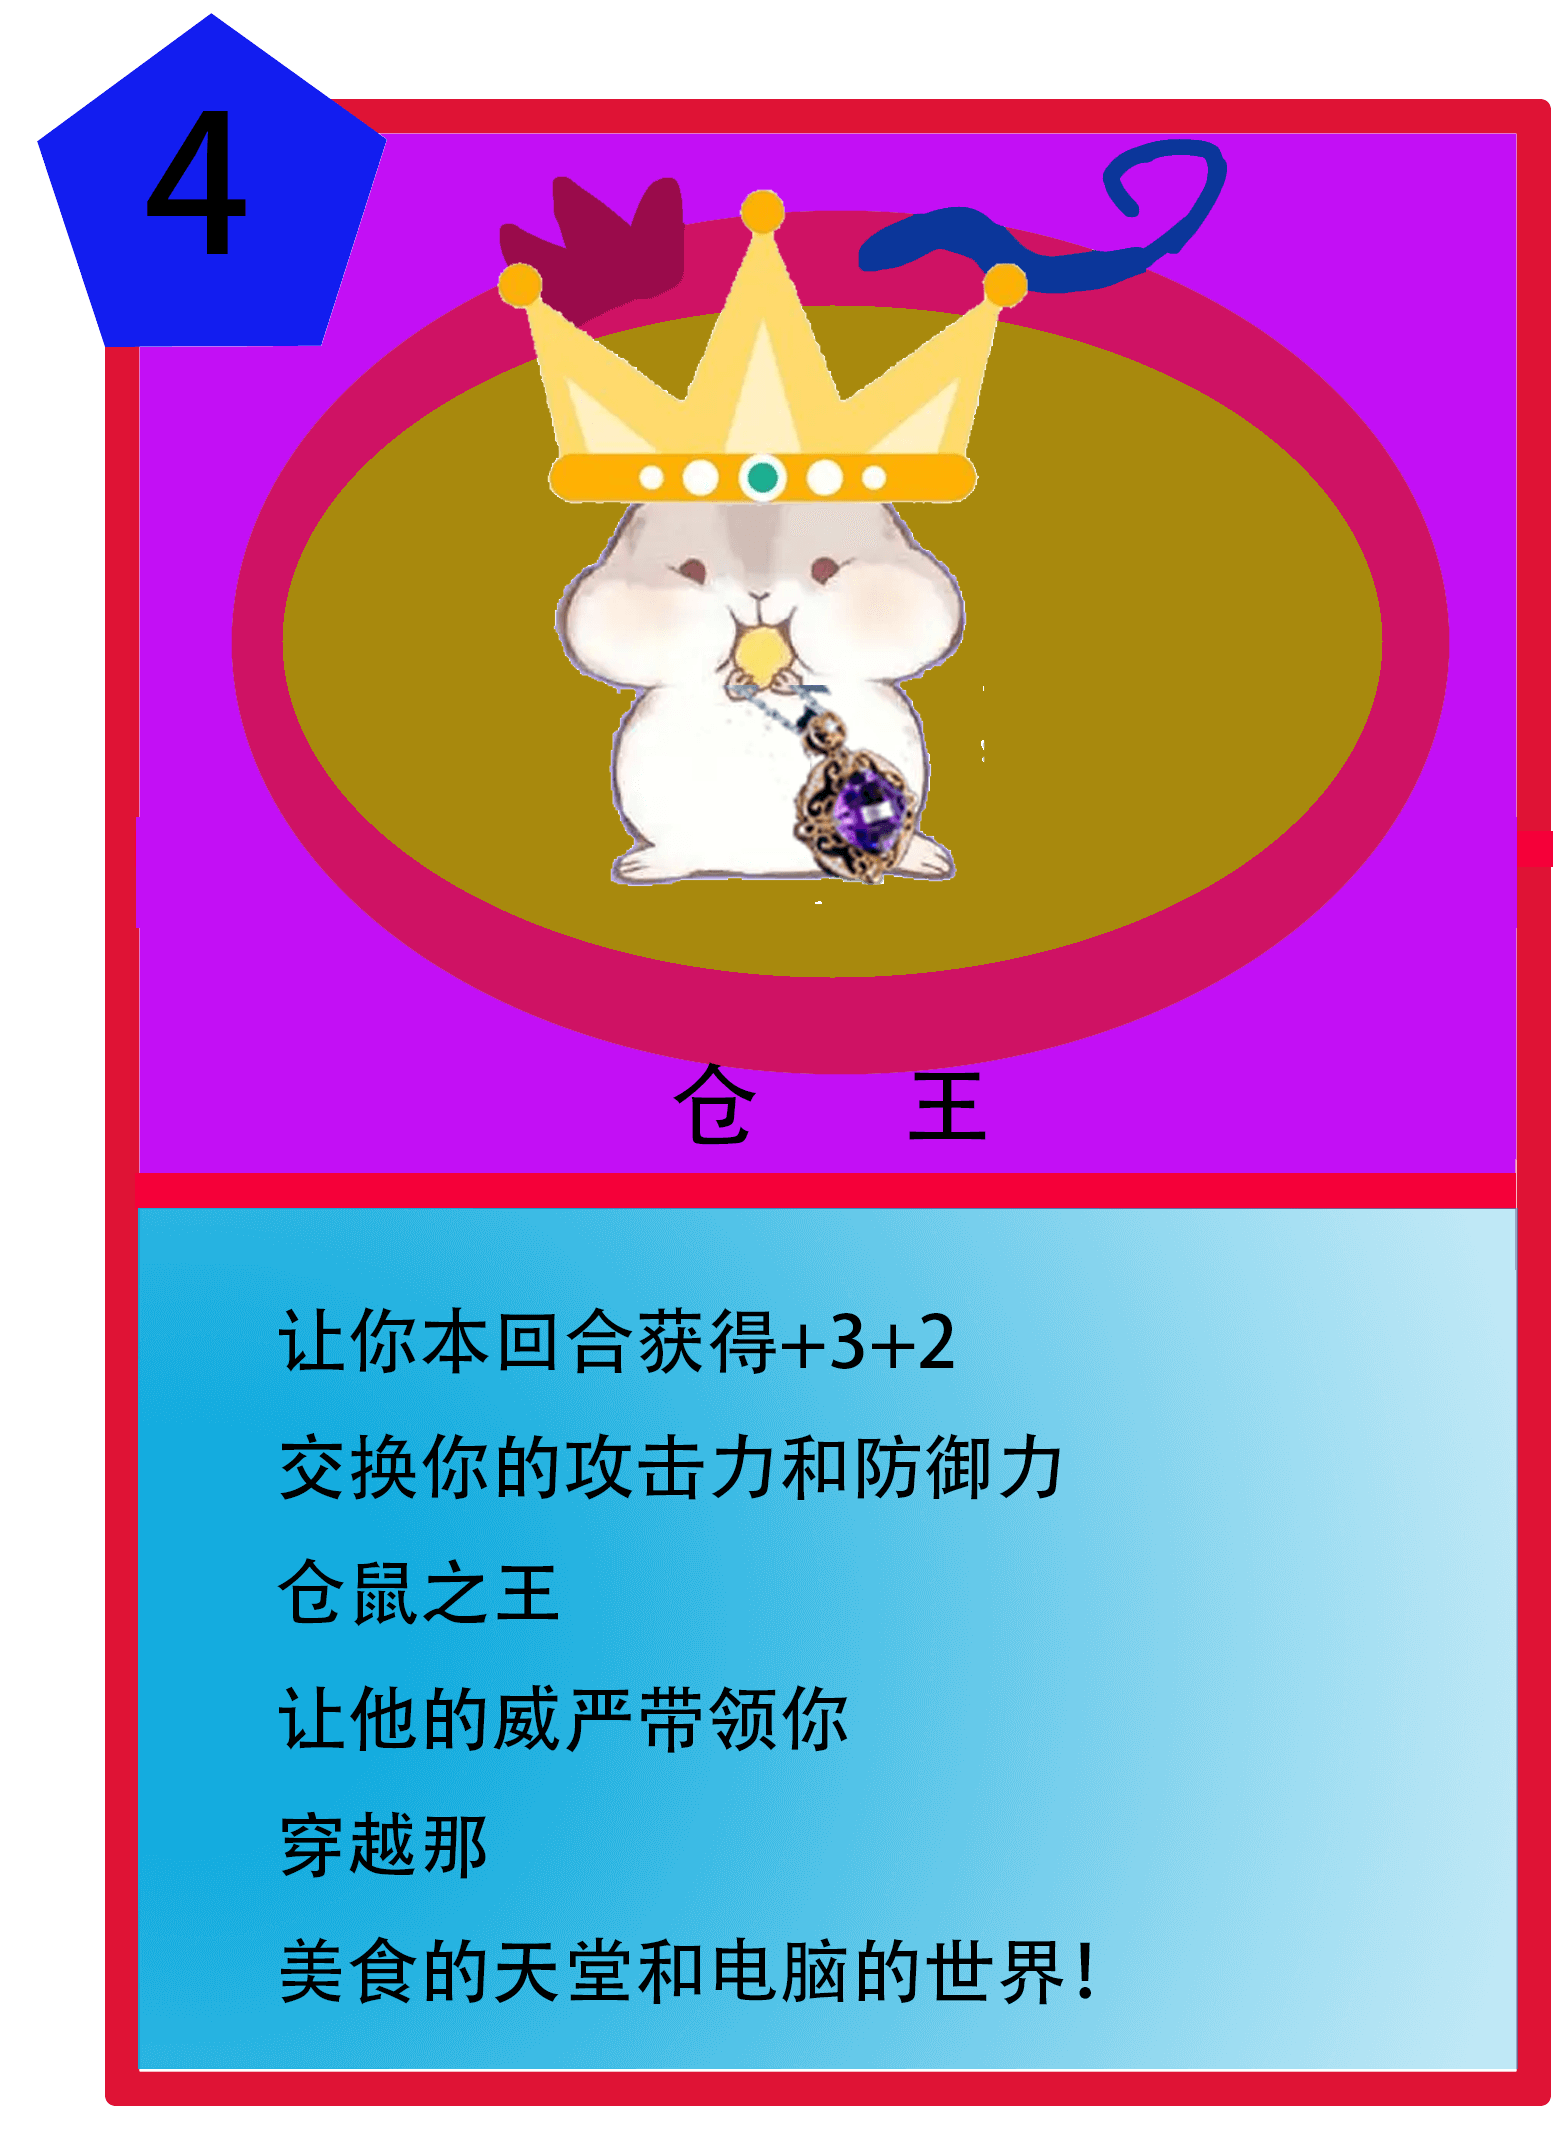 4
仓 王
让你本回合获得+3+2
交换你的攻击力和防御力
仓鼠之王
让他的威严带领你
穿越那
美食的天堂和电脑的世界！